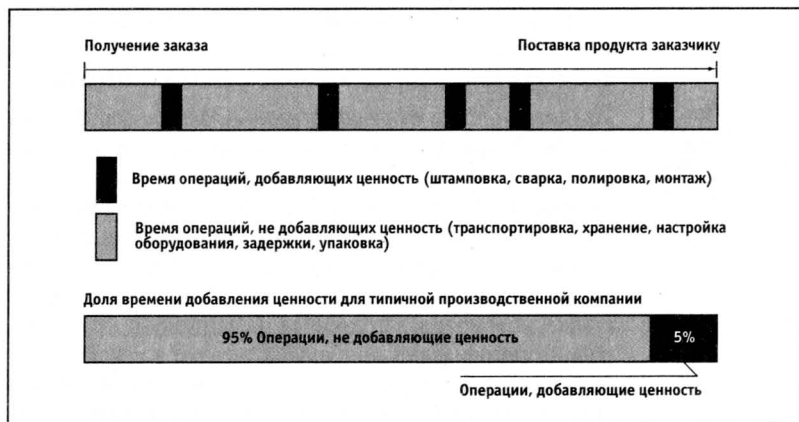 Получение заказа
Поставка продукта заказчику
Время операций, добавляющих ценность (штамповка, сварка, полировка, монтаж)
Время операций, не добавляющих ценность (транспортировка, хранение, настройка
оборудования, задержки, упаковка)
Доля времени добавления ценности для типичной производственной компании
95% Операции, не добавляющие ценность
5%
Операции, добавляющие ценность